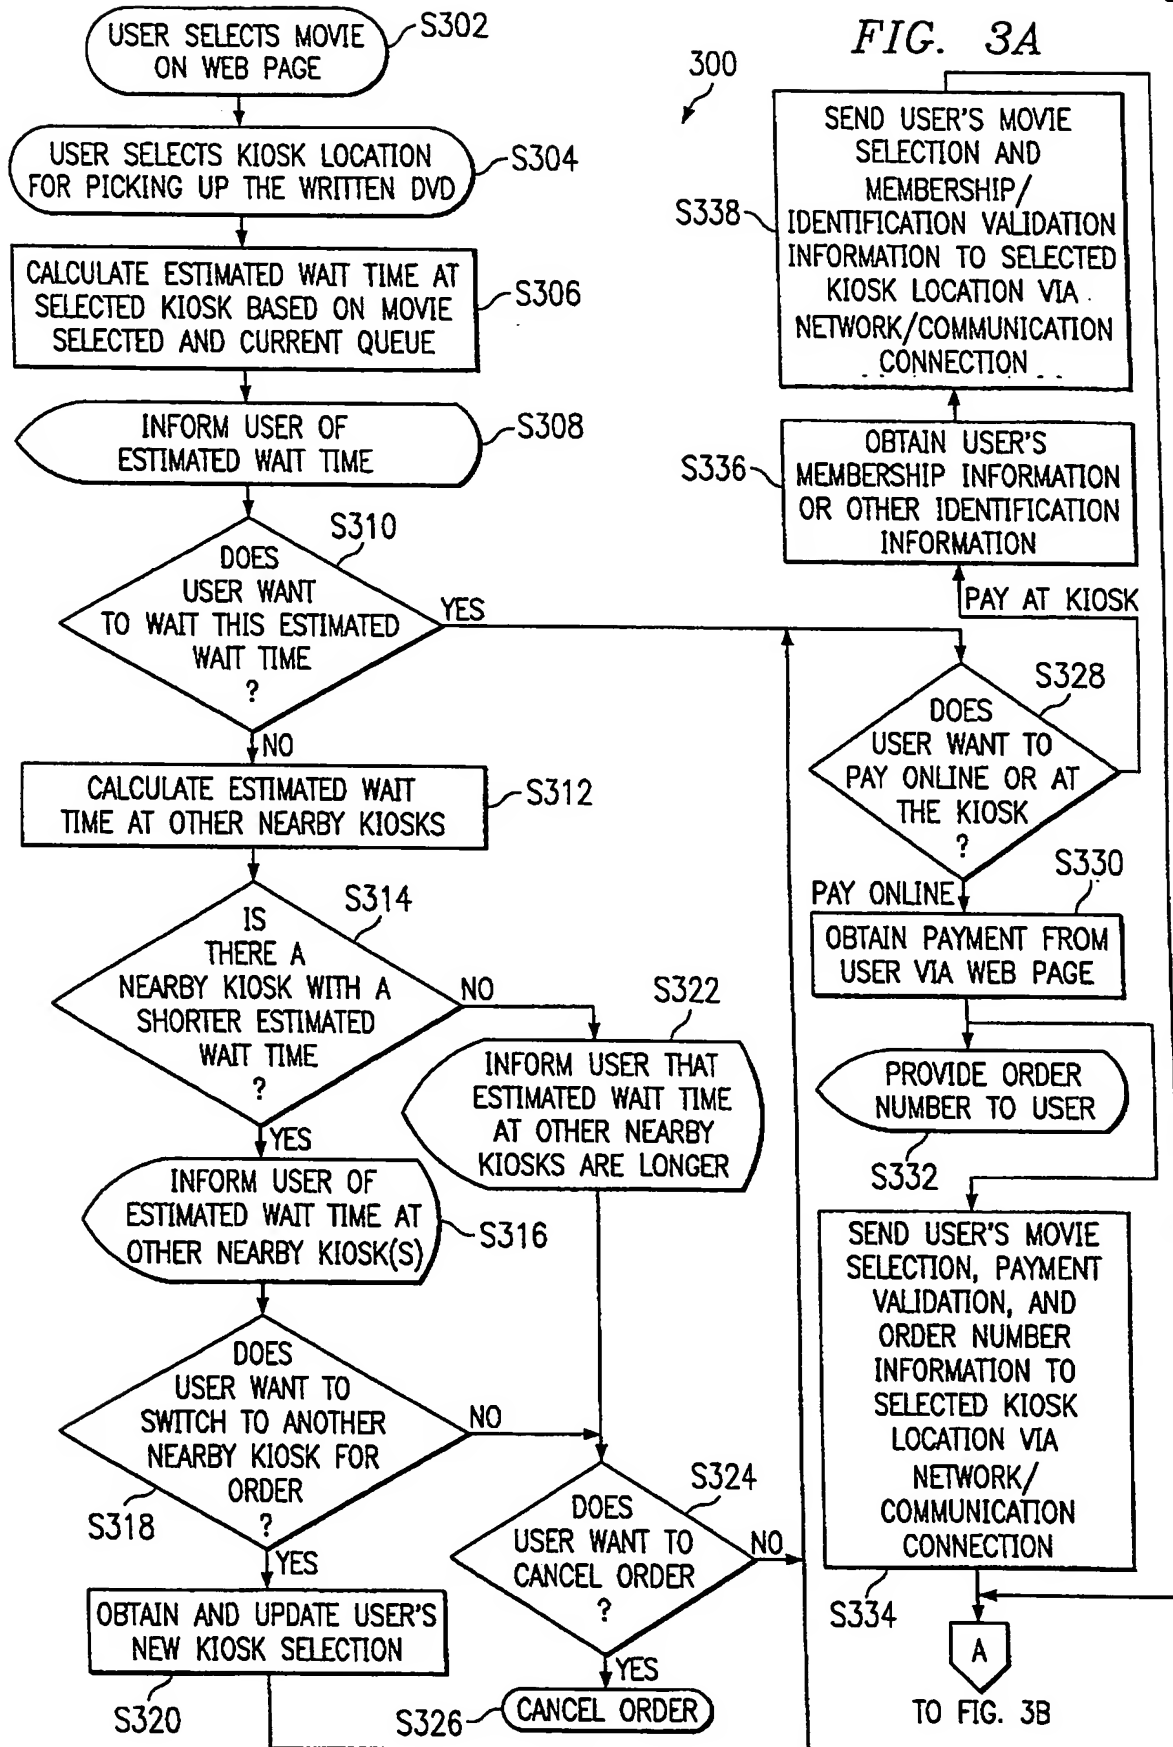 FIG. 3A
300
USER SELECTS MOVIE
ON WEB PAGE
S302
USER SELECTS KIOSK LOCATION
FOR PICKING UP THE WRITTEN DVD
S304
CALCULATE ESTIMATED WAIT TIME AT
SELECTED KIOSK BASED ON MOVIE
SELECTED AND CURRENT QUEUE
S306
INFORM USER OF
ESTIMATED WAIT TIME
S308
S310
DOES
USER WANT
TO WAIT THIS ESTIMATED
WAIT TIME
?
YES
NO
CALCULATE ESTIMATED WAIT
TIME AT OTHER NEARBY KIOSKS
S312
S314
IS
THERE A
NEARBY KIOSK WITH A
SHORTER ESTIMATED
WAIT TIME
?
NO
YES
S322
INFORM USER THAT
ESTIMATED WAIT TIME
AT OTHER NEARBY
KIOSKS ARE LONGER
INFORM USER OF
ESTIMATED WAIT TIME AT
OTHER NEARBY KIOSK(S)
S316
DOES
USER WANT TO
SWITCH TO ANOTHER
NEARBY KIOSK FOR
ORDER
?
S318
NO
YES
OBTAIN AND UPDATE USER'S
NEW KIOSK SELECTION
S320
S324
DOES
USER WANT TO
CANCEL ORDER
?
NO
YES
S326
CANCEL ORDER
SEND USER'S MOVIE
SELECTION AND
MEMBERSHIP/
IDENTIFICATION VALIDATION
INFORMATION TO SELECTED
KIOSK LOCATION VIA
NETWORK/COMMUNICATION
CONNECTION
S338
OBTAIN USER'S
MEMBERSHIP INFORMATION
OR OTHER IDENTIFICATION
INFORMATION
S336
PAY AT KIOSK
S328
DOES
USER WANT TO
PAY ONLINE OR AT
THE KIOSK
?
PAY ONLINE
S330
OBTAIN PAYMENT FROM
USER VIA WEB PAGE
PROVIDE ORDER
NUMBER TO USER
S332
SEND USER'S MOVIE
SELECTION, PAYMENT
VALIDATION, AND
ORDER NUMBER
INFORMATION TO
SELECTED KIOSK
LOCATION VIA
NETWORK/
COMMUNICATION
CONNECTION
S334
A
TO FIG. 3B